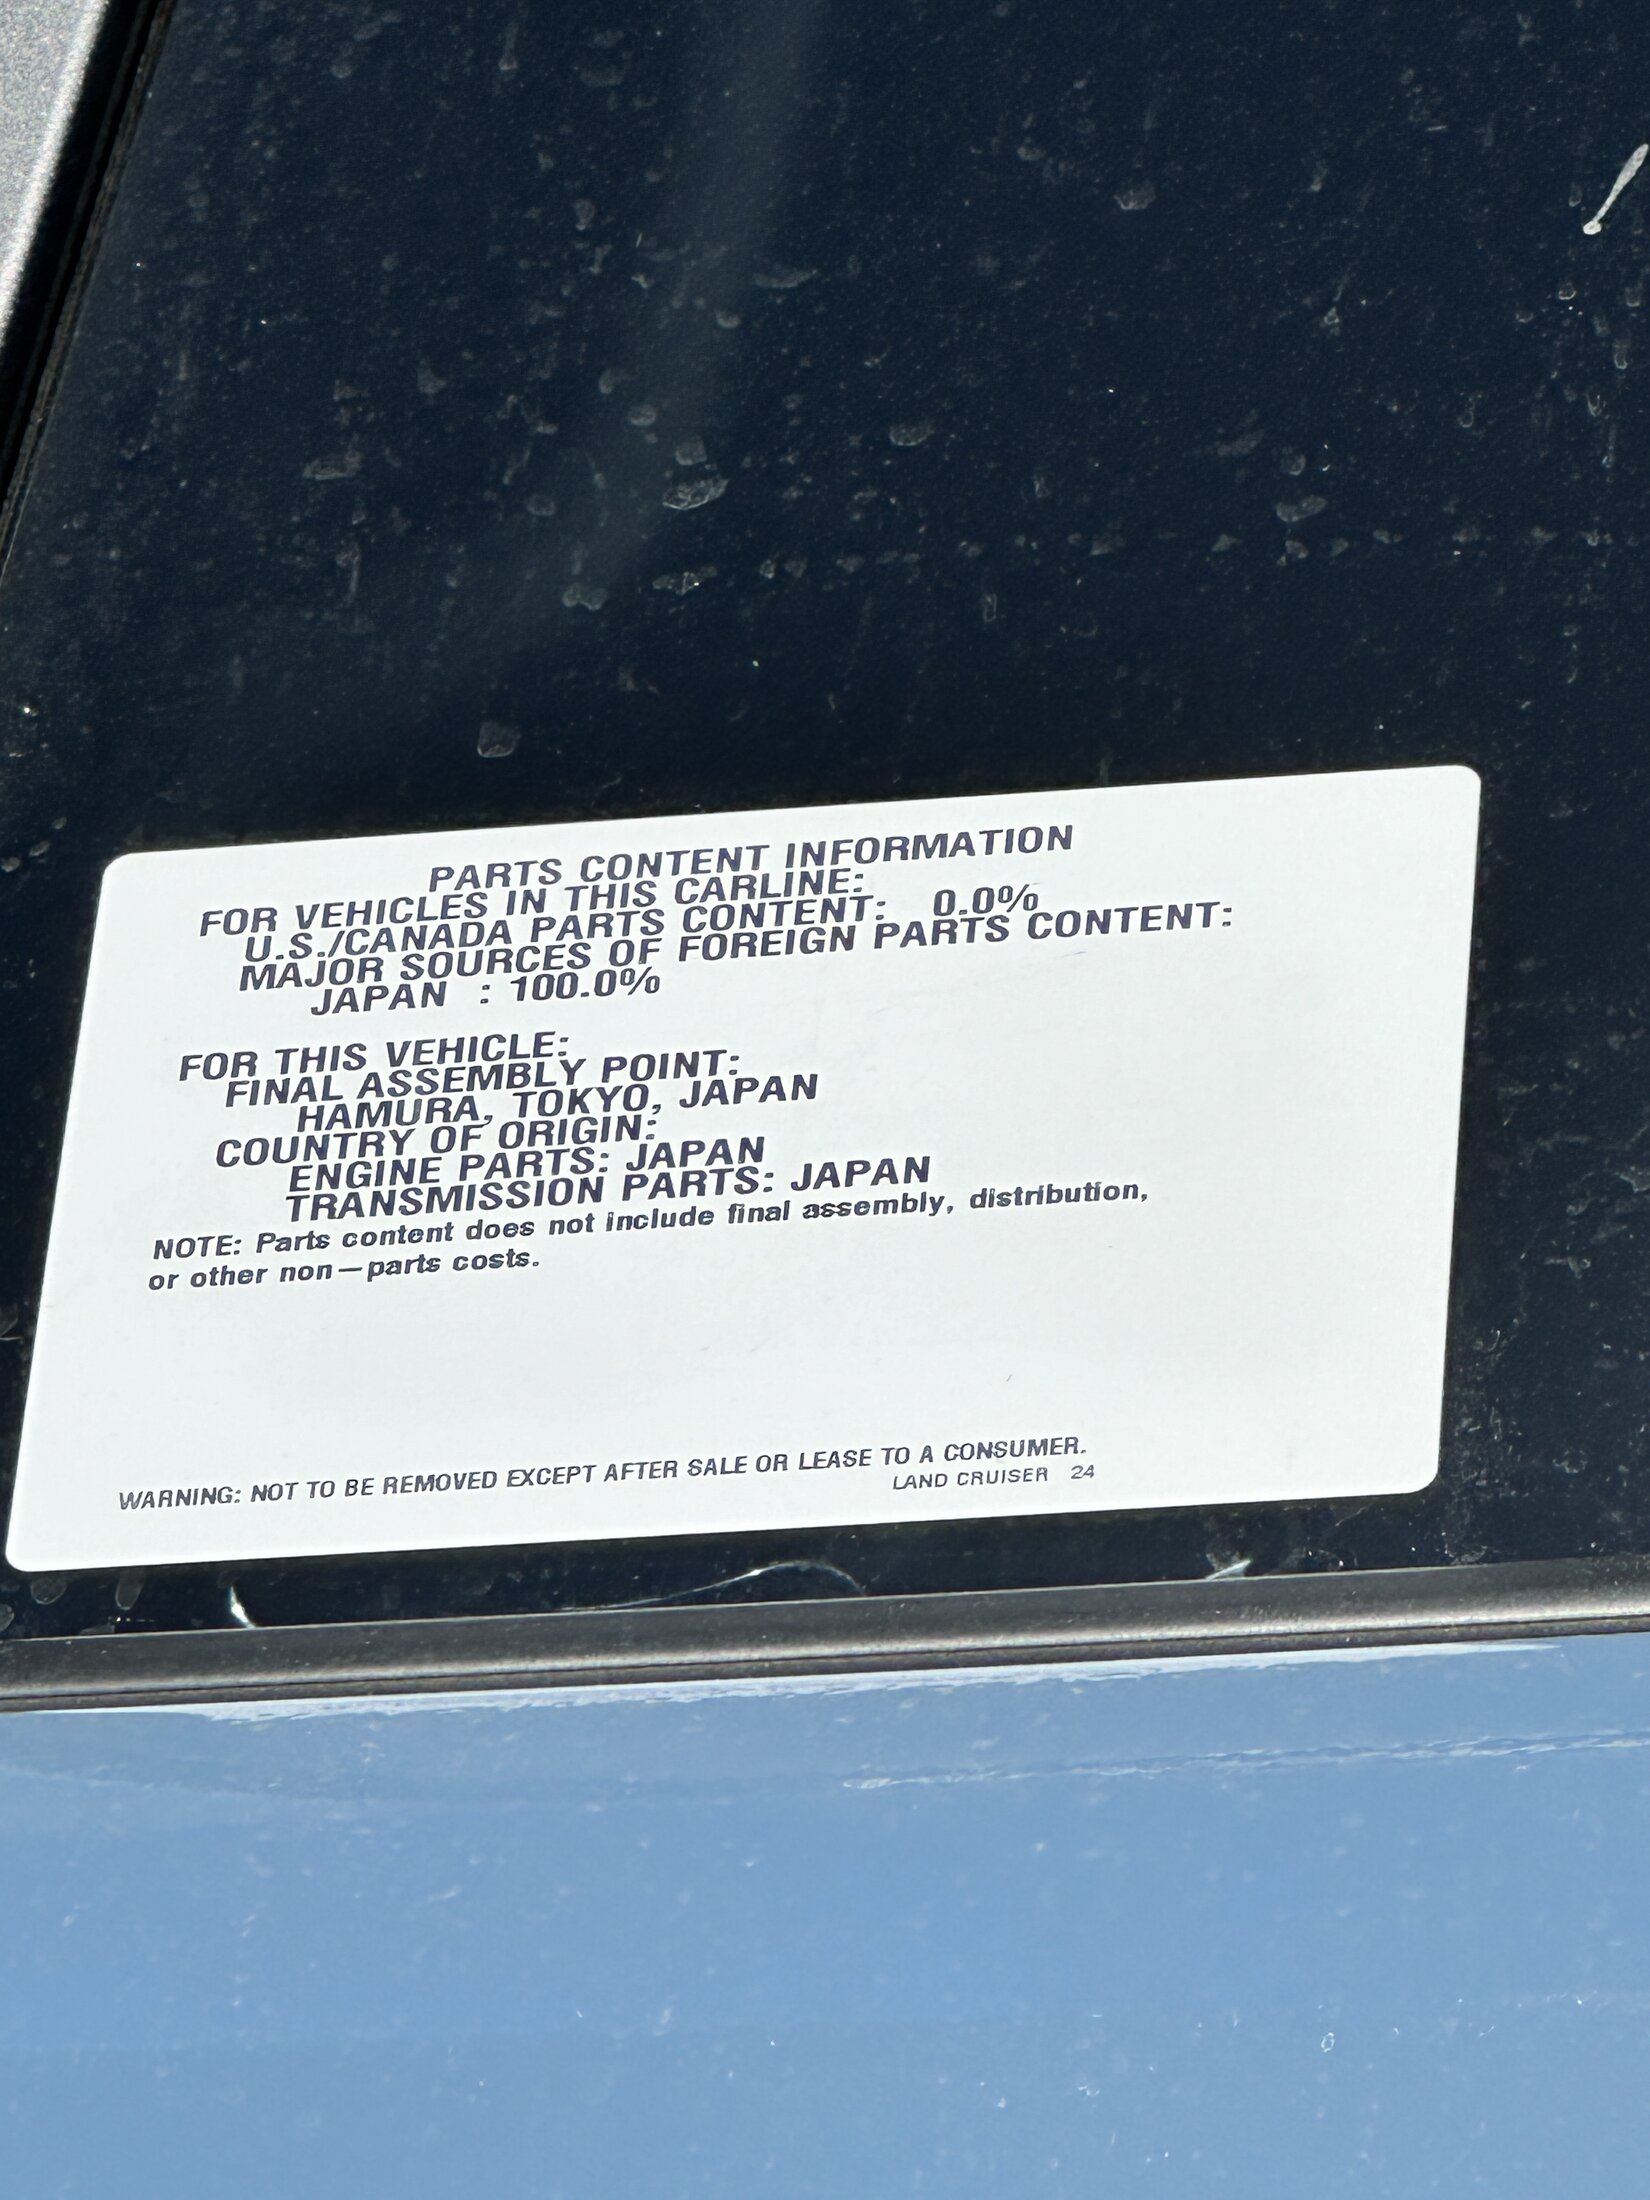 PARTS CONTENT INFORMATION
FOR VEHICLES IN THIS CARLINE:
U.S./CANADA PARTS CONTENT: 0.0%
MAJOR SOURCES OF FOREIGN PARTS CONTENT:
JAPAN : 100.0%
FOR THIS VEHICLE:
FINAL ASSEMBLY POINT:
HAMURA, TOKYO, JAPAN
COUNTRY OF ORIGIN:
ENGINE PARTS: JAPAN
TRANSMISSION PARTS: JAPAN
NOTE: Parts content does not include final assembly, distribution,
or other non—parts costs.
WARNING: NOT TO BE REMOVED EXCEPT AFTER SALE OR LEASE TO A CONSUMER.
LAND CRUISER 24